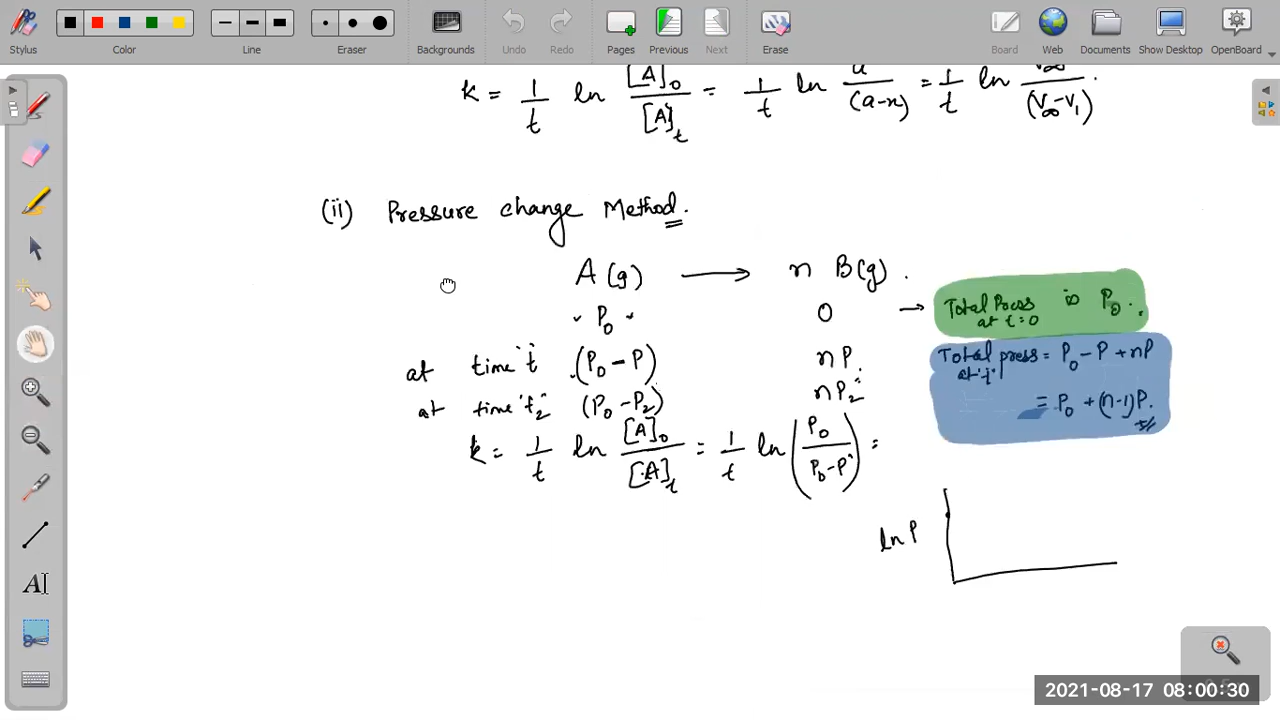 Stylus Color Line Eraser Backgrounds Undo Redo Pages Previous Next Erase Board Web Documents Show Desktop OpenBoard
k = 1/t ln [A]0/[A]t = 1/t ln a/(a-x) = 1/t ln V∞/(V∞-V1).
(ii) Pressure change Method.
A (g) ⟶ n B(g).
P0 0 → Total Press is P0.
at t=0
at time 't' (P0 - P) nP. Total press = P0 - P + nP
at 't'
at time 't2' (P0 - P2) nP2 = P0 + (n-1)P.
k = 1/t ln [A]0/[A]t = 1/t ln (P0/P0-P) =
ln P
2021-08-17 08:00:30